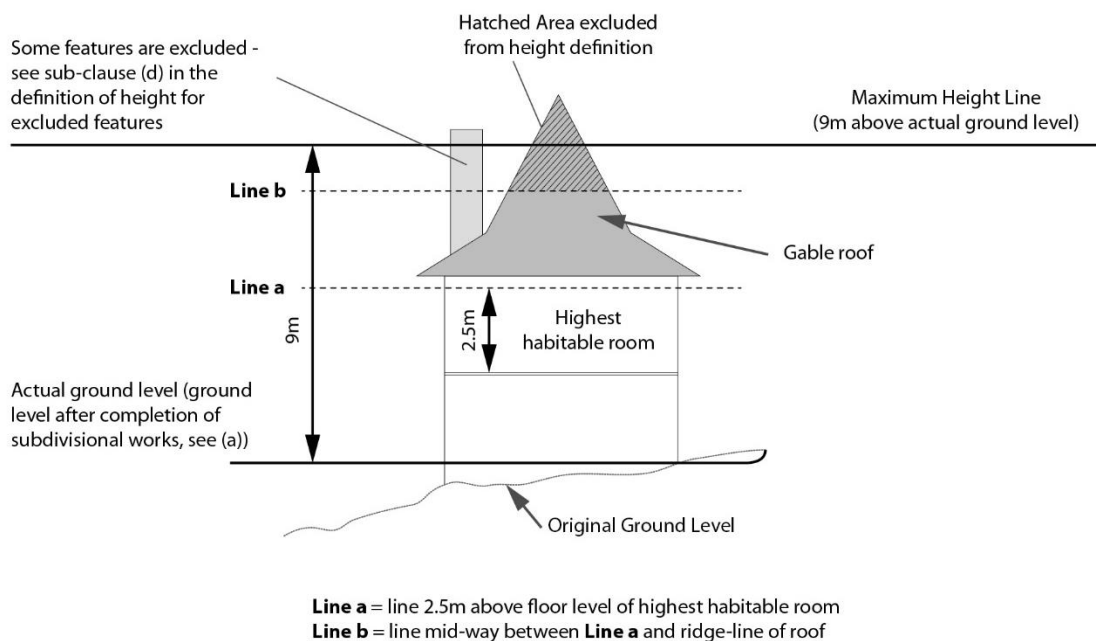 Hatched Area excluded
from height definition
Some features are excluded -
see sub-clause (d) in the
definition of height for
excluded features
Maximum Height Line
(9m above actual ground level)
Line b
Gable roof
Line a
9m
2.5m
Highest
habitable room
Actual ground level (ground
level after completion of
subdivisional works, see (a))
Original Ground Level
Line a = line 2.5m above floor level of highest habitable room
Line b = line mid-way between Line a and ridge-line of roof